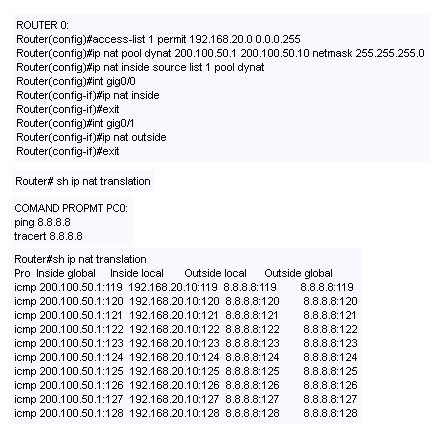 ROUTER 0:
Router(config)#access-list 1 permit 192.168.20.0 0.0.0.255
Router(config)#ip nat pool dynat 200.100.50.1 200.100.50.10 netmask 255.255.255.0
Router(config)#ip nat inside source list 1 pool dynat
Router(config)#int gig0/0
Router(config-if)#ip nat inside
Router(config-if)#exit
Router(config)#int gig0/1
Router(config-if)#ip nat outside
Router(config-if)#exit
Router# sh ip nat translation
COMAND PROPMT PC0:
ping 8.8.8.8
tracert 8.8.8.8
Router#sh ip nat translation
Pro Inside global Inside local Outside local Outside global
icmp 200.100.50.1:119 192.168.20.10:119 8.8.8.8:119 8.8.8.8:119
icmp 200.100.50.1:120 192.168.20.10:120 8.8.8.8:120 8.8.8.8:120
icmp 200.100.50.1:121 192.168.20.10:121 8.8.8.8:121 8.8.8.8:121
icmp 200.100.50.1:122 192.168.20.10:122 8.8.8.8:122 8.8.8.8:122
icmp 200.100.50.1:123 192.168.20.10:123 8.8.8.8:123 8.8.8.8:123
icmp 200.100.50.1:124 192.168.20.10:124 8.8.8.8:124 8.8.8.8:124
icmp 200.100.50.1:125 192.168.20.10:125 8.8.8.8:125 8.8.8.8:125
icmp 200.100.50.1:126 192.168.20.10:126 8.8.8.8:126 8.8.8.8:126
icmp 200.100.50.1:127 192.168.20.10:127 8.8.8.8:127 8.8.8.8:127
icmp 200.100.50.1:128 192.168.20.10:128 8.8.8.8:128 8.8.8.8:128